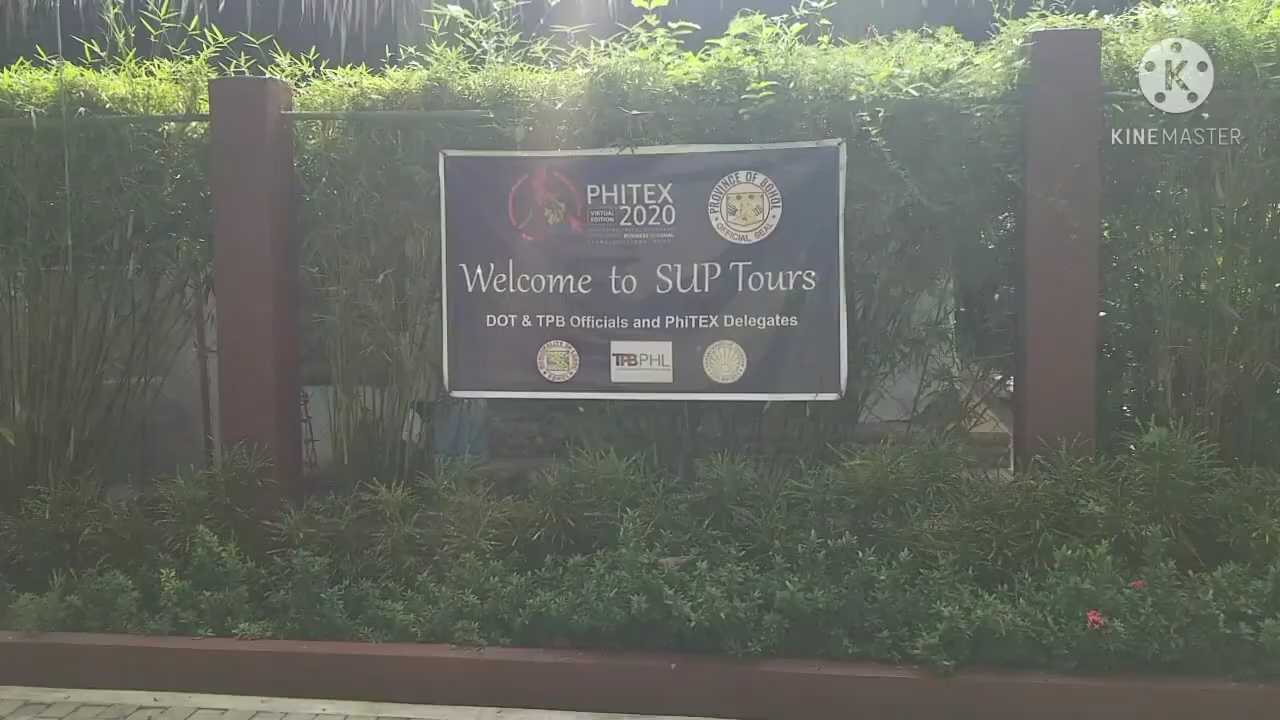 PHITEX
VIRTUAL
EDITION
2020
BUSINESS
PROVINCE OF BOHOL
OFFICIAL SEAL
Welcome to SUP Tours
DOT & TPB Officials and PhiTEX Delegates
TPBPHL
K
KINEMASTER